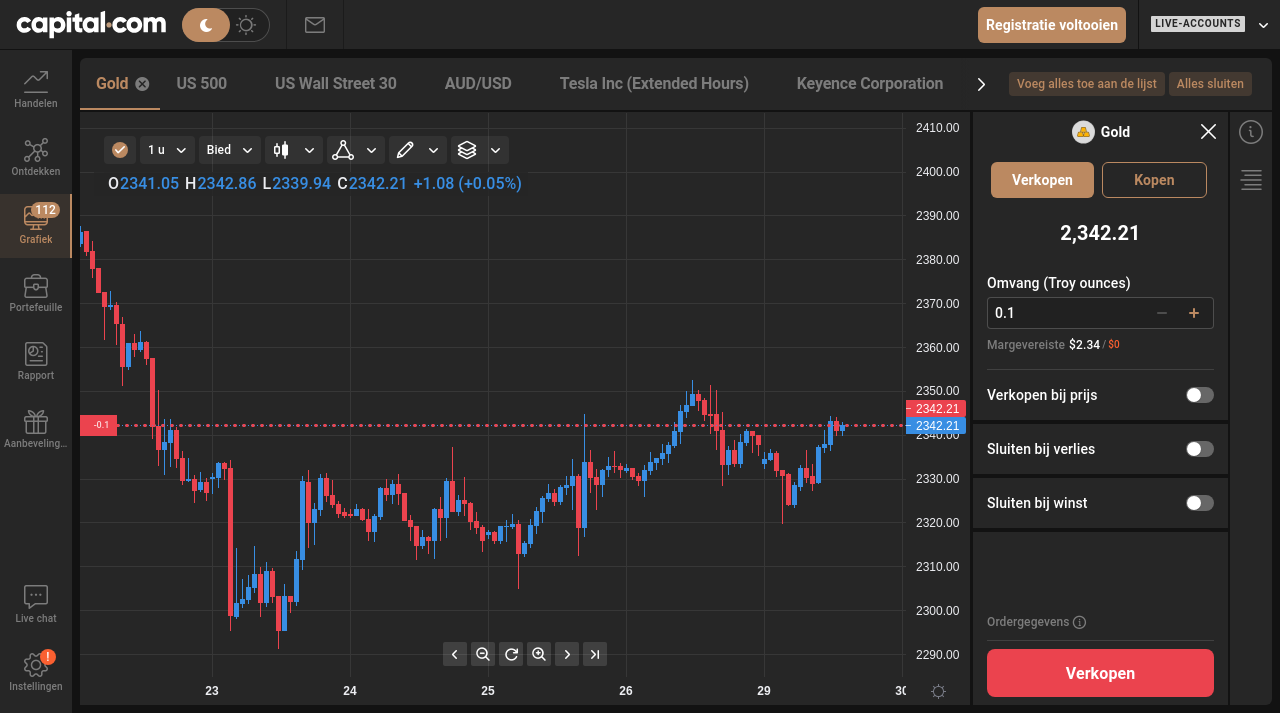 capital.com
Registratie voltooien
LIVE-ACCOUNTS
Handelen
Ontdekken
112
Grafiek
Portefeuille
Rapport
Aanbeveling...
Live chat
!
Instellingen
Gold
US 500
US Wall Street 30
AUD/USD
Tesla Inc (Extended Hours)
Keyence Corporation
Voeg alles toe aan de lijst
Alles sluiten
1 u
Bied
O2341.05 H2342.86 L2339.94 C2342.21 +1.08 (+0.05%)
2410.00
2400.00
2390.00
2380.00
2370.00
2360.00
2350.00
2342.21
2342.21
2340.00
2330.00
2320.00
2310.00
2300.00
2290.00
-0.1
23
24
25
26
29
30
Gold
Verkopen
Kopen
2,342.21
Omvang (Troy ounces)
0.1
Margevereiste $2.34 / $0
Verkopen bij prijs
Sluiten bij verlies
Sluiten bij winst
Ordergegevens
Verkopen